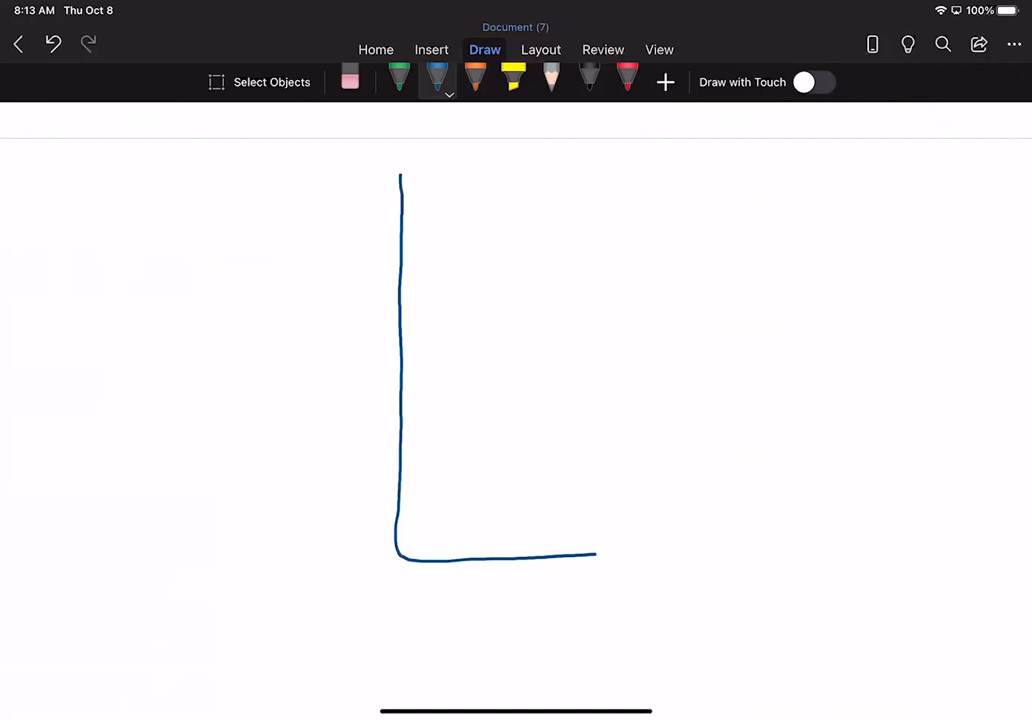 8:13 AM Thu Oct 8
100%
Document (7)
Home Insert Draw Layout Review View
Select Objects
Draw with Touch